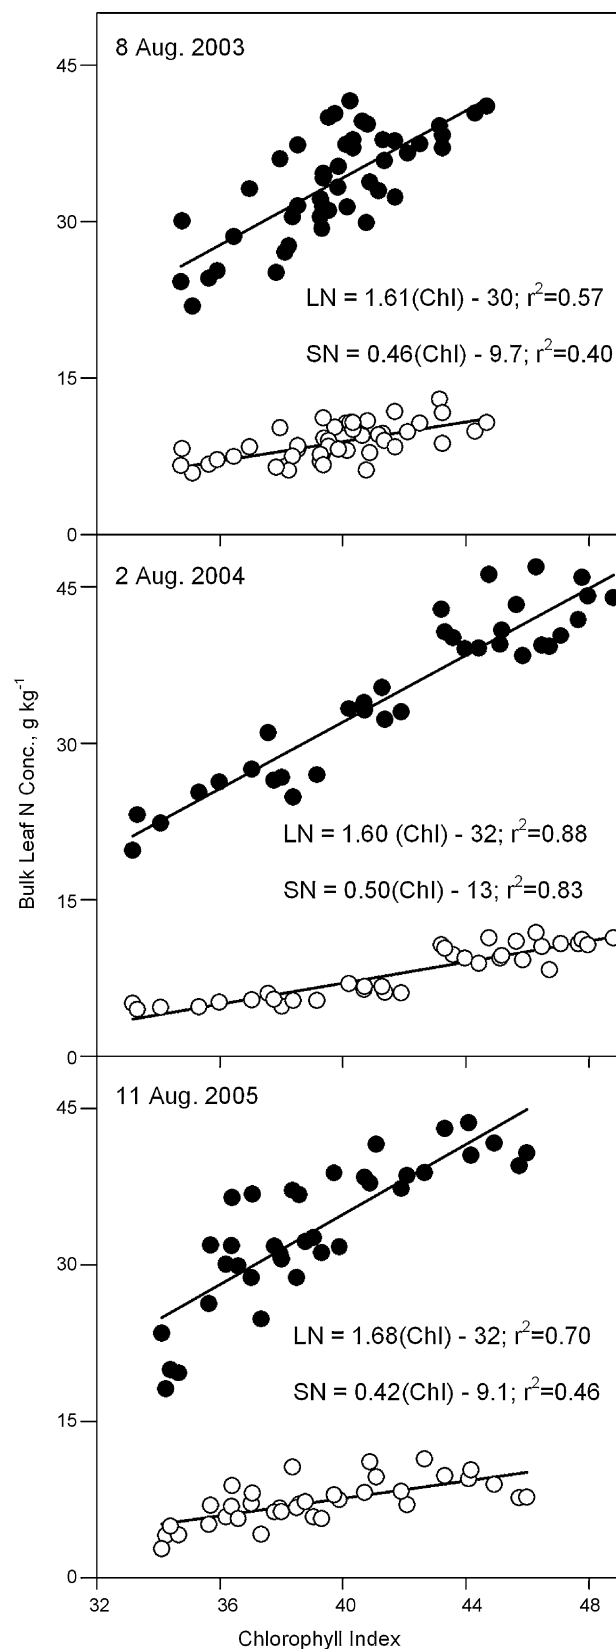 8 Aug. 2003
45
30
LN = 1.61(Chl) - 30; r²=0.57
SN = 0.46(Chl) - 9.7; r²=0.40
15
0
2 Aug. 2004
45
30
Bulk Leaf N Conc., g kg⁻¹
LN = 1.60 (Chl) - 32; r²=0.88
SN = 0.50(Chl) - 13; r²=0.83
15
0
11 Aug. 2005
45
30
LN = 1.68(Chl) - 32; r²=0.70
SN = 0.42(Chl) - 9.1; r²=0.46
15
0
32 36 40 44 48
Chlorophyll Index